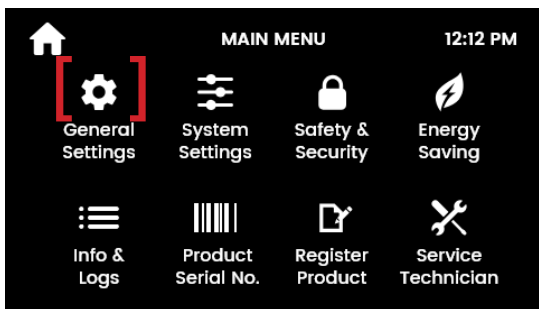 MAIN MENU 12:12 PM
General Settings
System Settings
Safety & Security
Energy Saving
Info & Logs
Product Serial No.
Register Product
Service Technician